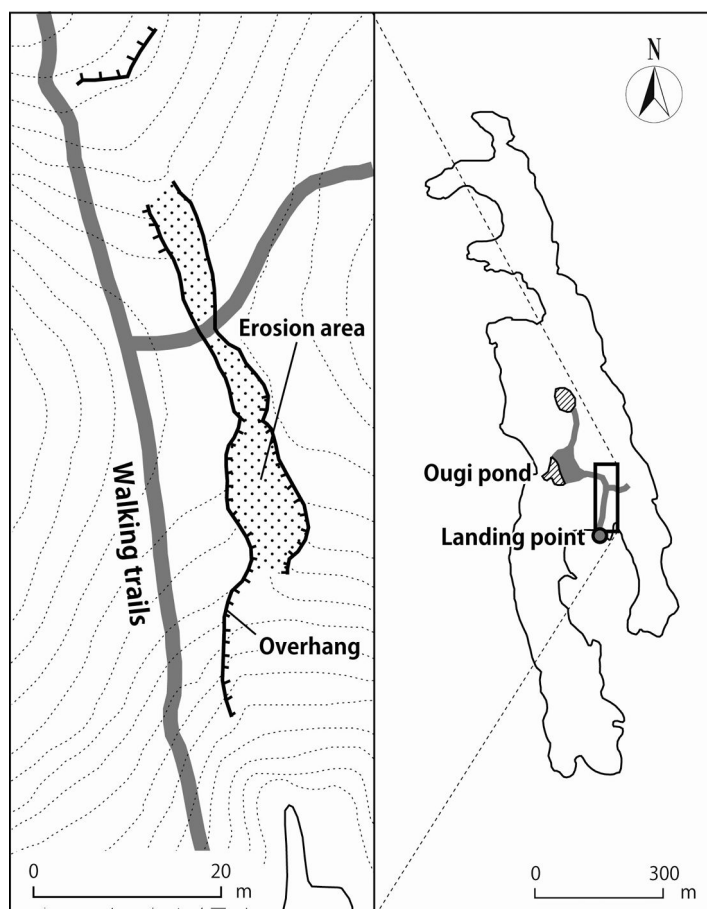 Erosion area
Walking trails
Overhang
0 20
m
N
Ougi pond
Landing point
0 300
m